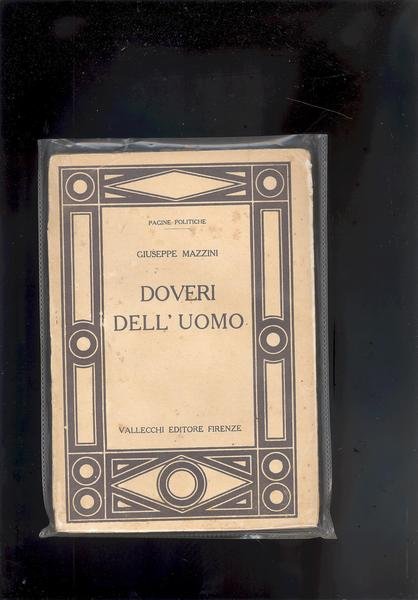 PAGINE POLITICHE
GIUSEPPE MAZZINI
DOVERI
DELL' UOMO
VALLECCHI EDITORE FIRENZE